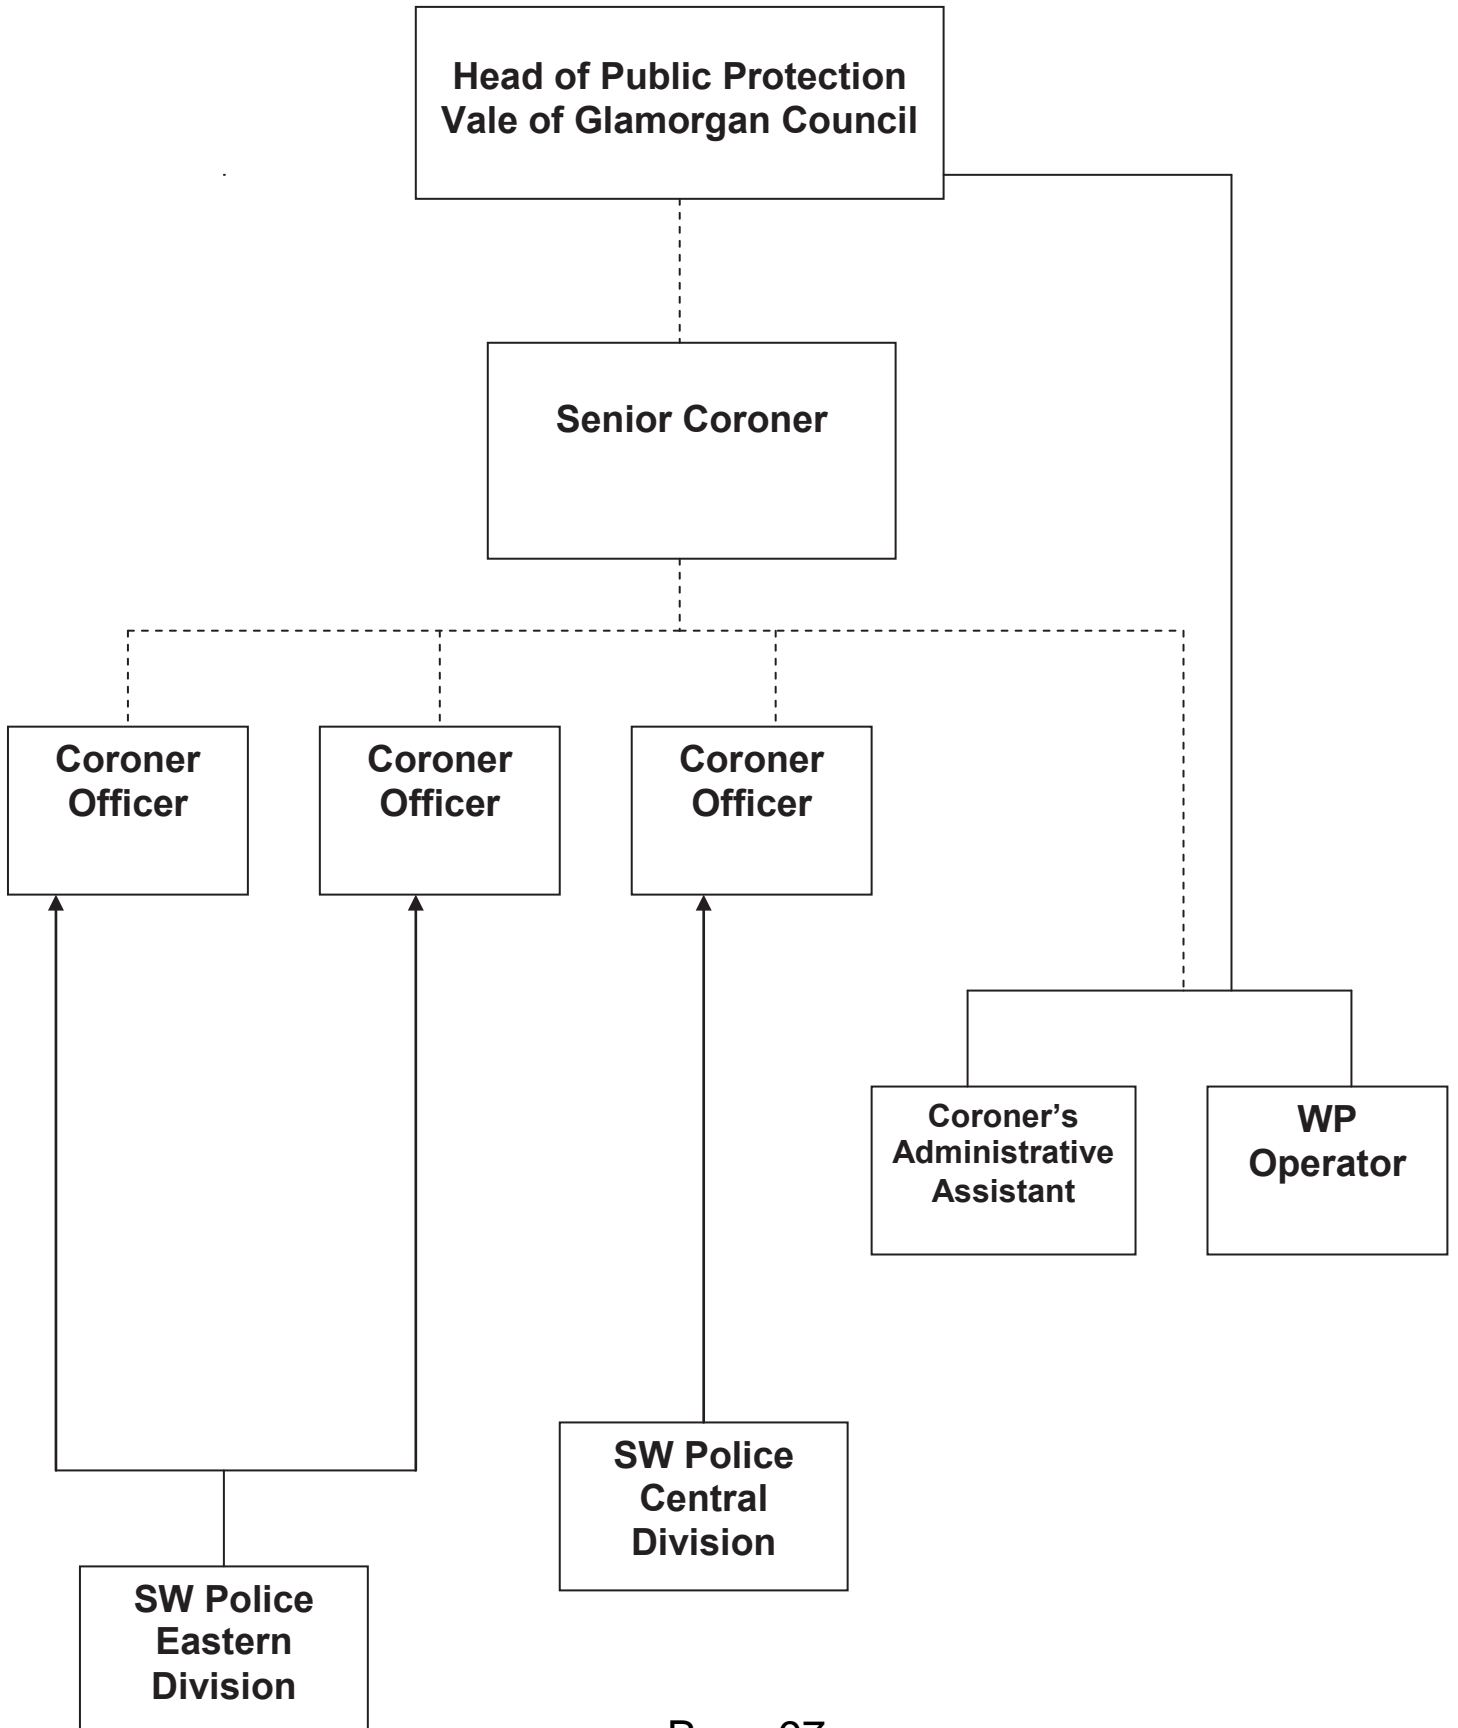 Head of Public Protection
Vale of Glamorgan Council
Senior Coroner
Coroner
Officer
Coroner
Officer
Coroner
Officer
Coroner’s
Administrative
Assistant
WP
Operator
SW Police
Central
Division
SW Police
Eastern
Division